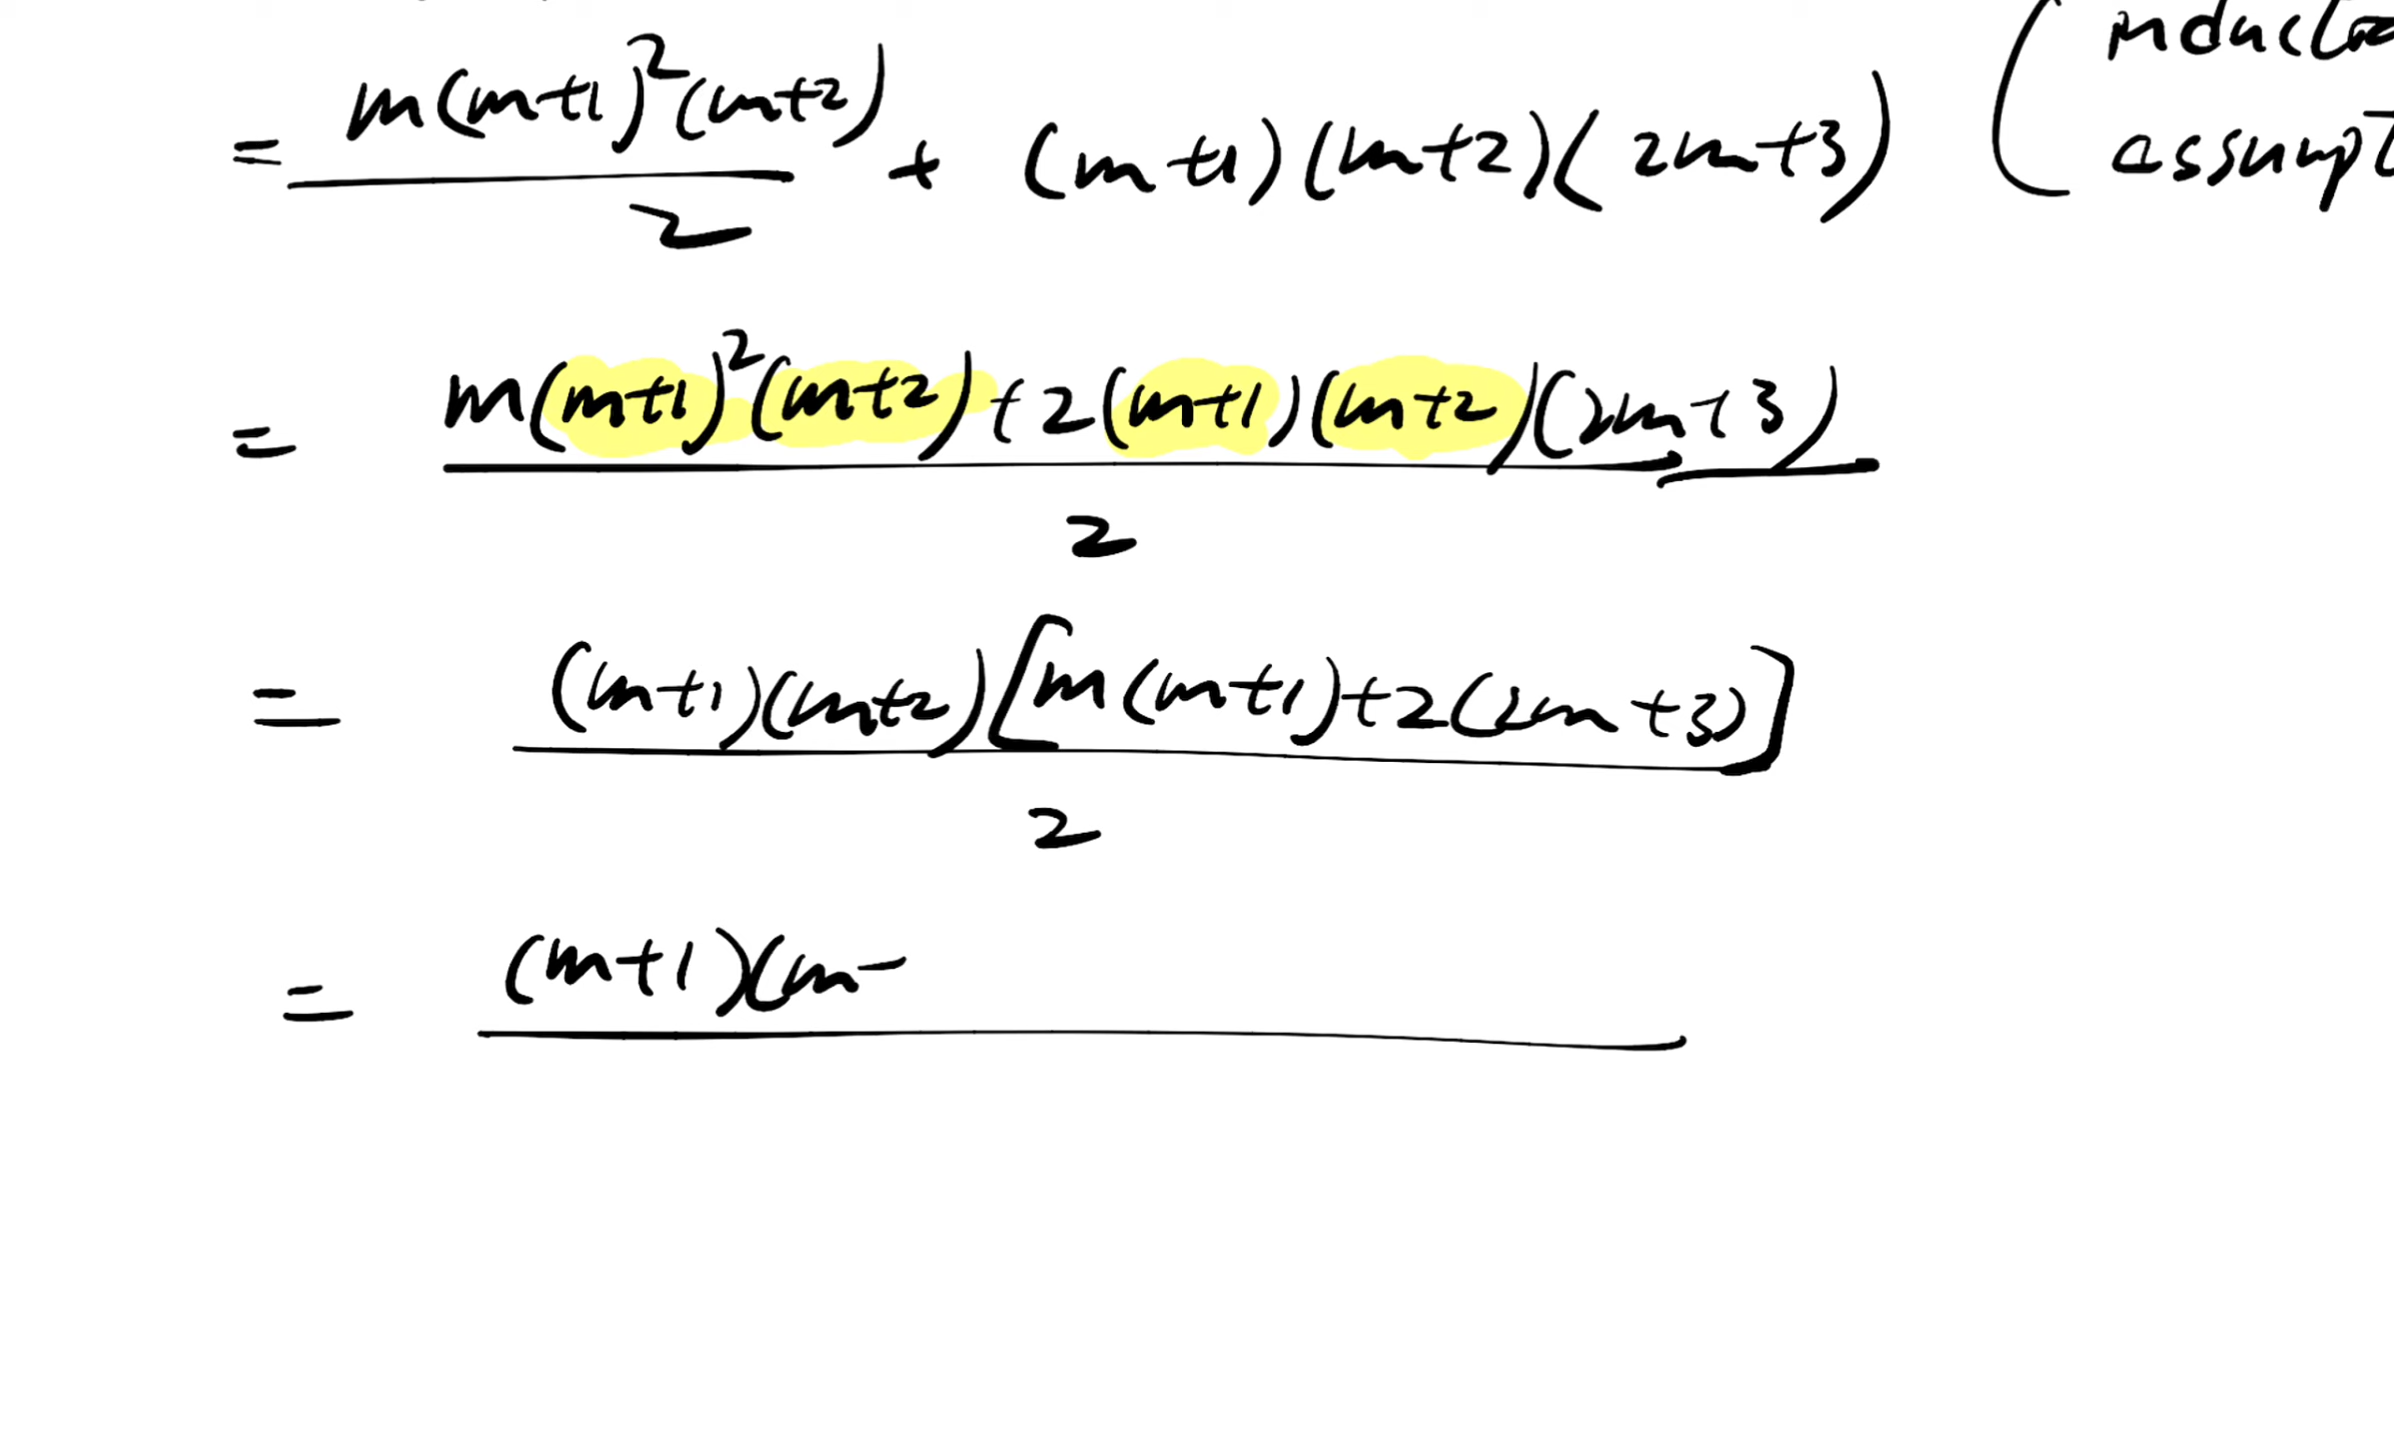 = m(m+1)²(m+2) / 2 + (m+1)(m+2)(2m+3)
assumpt
= m(m+1)²(m+2) + 2(m+1)(m+2)(2m+3) / 2
= (m+1)(m+2)[m(m+1)+2(2m+3)] / 2
= (m+1)(m-